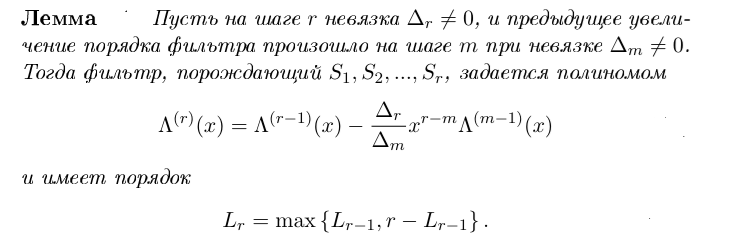 Лемма Пусть на шаге r невязка Δ_r ≠ 0, и предыдущее увели-
чение порядка фильтра произошло на шаге m при невязке Δ_m ≠ 0.
Тогда фильтр, порождающий S_1, S_2, ..., S_r, задается полиномом
Λ^{(r)}(x) = Λ^{(r−1)}(x) − \frac{Δ_r}{Δ_m} x^{r−m} Λ^{(m−1)}(x)
и имеет порядок
L_r = max {L_{r−1}, r − L_{r−1}} .